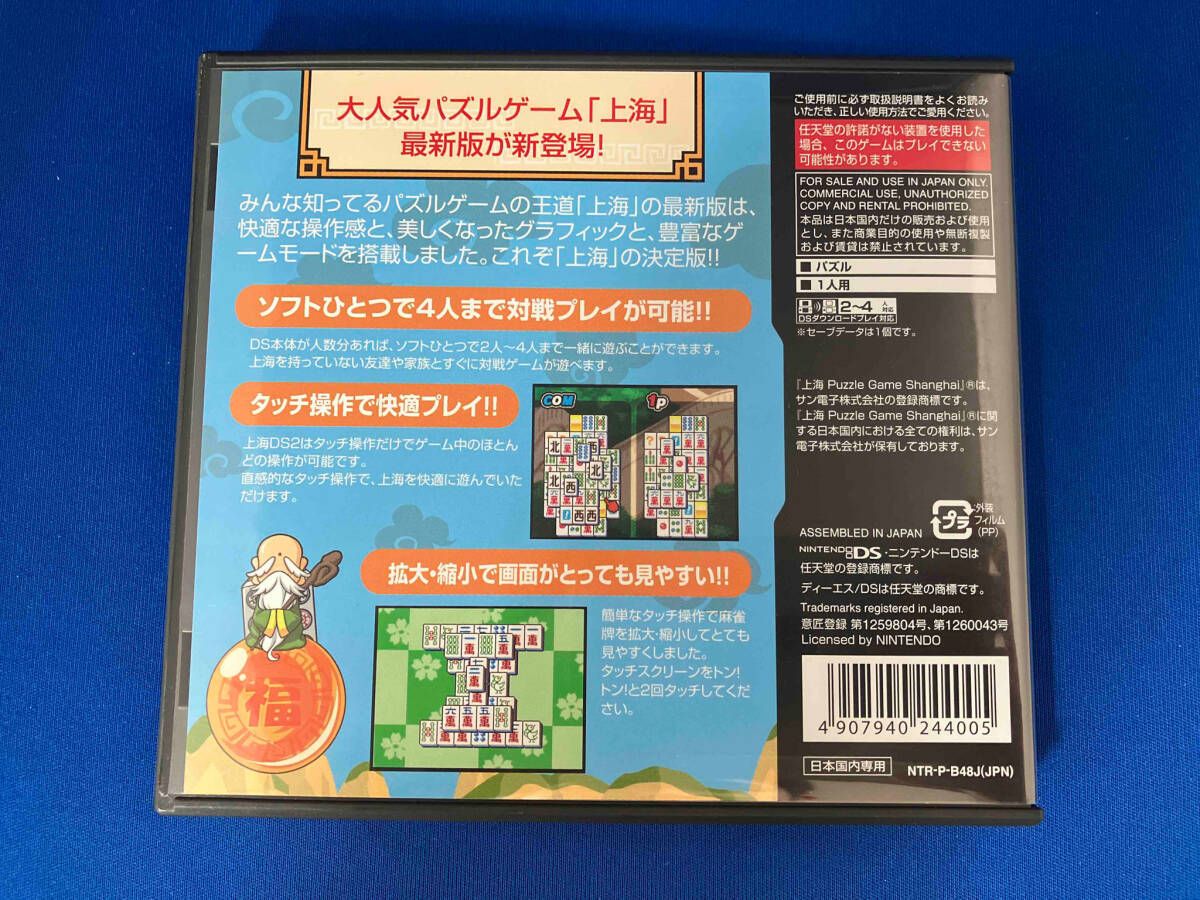 大人気パズルゲーム「上海」
最新版が新登場!
みんな知ってるパズルゲームの王道「上海」の最新版は、
快適な操作感と、美しくなったグラフィックと、豊富なゲ
ームモードを搭載しました。これぞ「上海」の決定版!!
ソフトひとつで4人まで対戦プレイが可能!!
DS本体が人数分あれば、ソフトひとつで2人～4人まで一緒に遊ぶことができます。
上海を持っていない友達や家族とすぐに対戦ゲームが遊べます。
タッチ操作で快適プレイ!!
上海DS2はタッチ操作だけでゲーム中のほとん
どの操作が可能です。
直感的なタッチ操作で、上海を快適に遊んでいた
だけます。
COM
1P
北
西
北
北
西
西西
拡大・縮小で画面がとっても見やすい!!
簡単なタッチ操作で麻雀
牌を拡大・縮小してとても
見やすくしました。
タッチスクリーンをトン!
トン!と2回タッチしてくだ
さい。
福
ご使用前に必ず取扱説明書をよくお読み
いただき、正しい使用方法でご愛用ください。
任天堂の許諾がない装置を使用した
場合、このゲームはプレイできない
可能性があります。
FOR SALE AND USE IN JAPAN ONLY.
COMMERCIAL USE, UNAUTHORIZED
COPY AND RENTAL PROHIBITED.
本品は日本国内だけの販売および使用
とし、また商業目的の使用や無断複製
および賃貸は禁止されています。
■ パズル
■ 1人用
2～4人対応
DSダウンロードプレイ対応
※セーブデータは1個です。
『上海 Puzzle Game Shanghai』®は、
サン電子株式会社の登録商標です。
『上海 Puzzle Game Shanghai』®に関
する日本国内における全ての権利は、サン
電子株式会社が保有しております。
プラ
外装
フィルム
(PP)
ASSEMBLED IN JAPAN
NINTENDO DS・ニンテンドーDSは
任天堂の登録商標です。
ディーエス/DSは任天堂の商標です。
Trademarks registered in Japan.
意匠登録 第1259804号、第1260043号
Licensed by NINTENDO
4 907940 244005
日本国内専用
NTR-P-B48J(JPN)